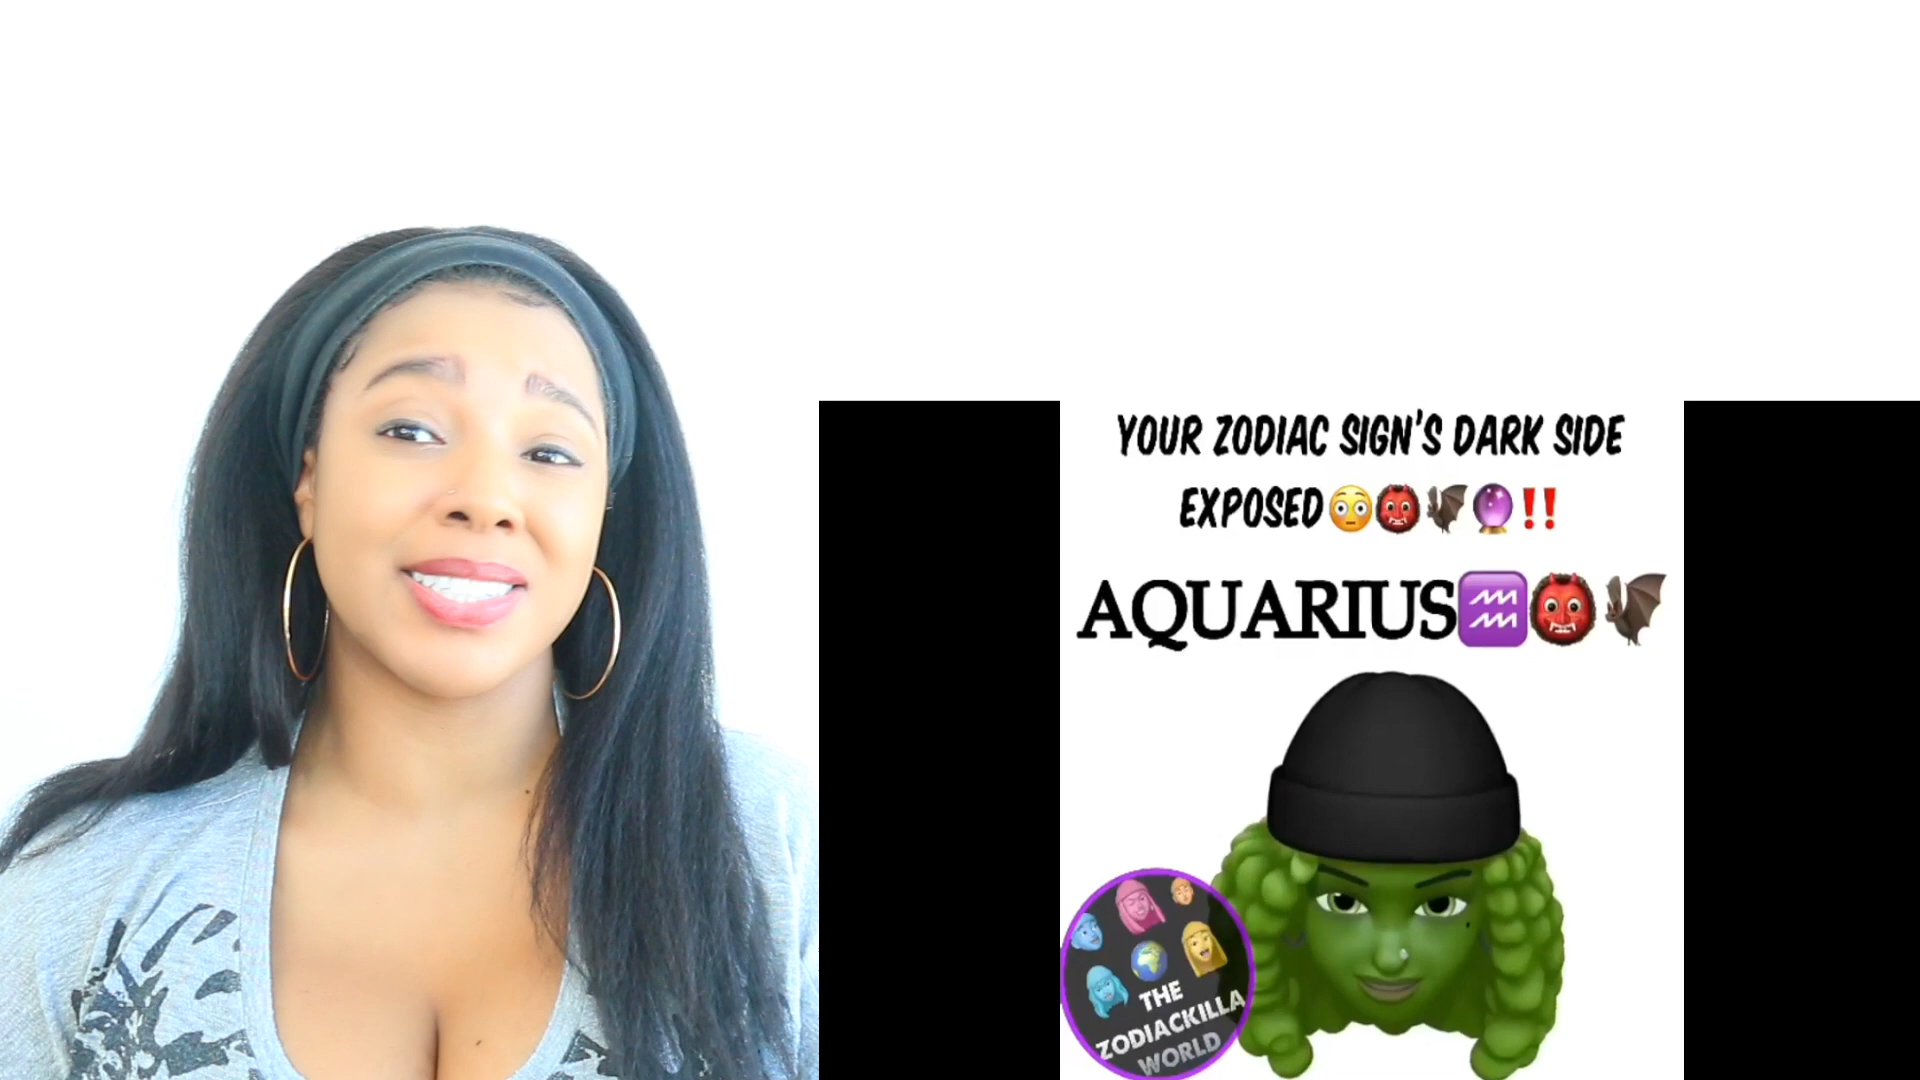 YOUR ZODIAC SIGN'S DARK SIDE
EXPOSED😳👹🦇🔮‼️
AQUARIUS♒👹🦇
THE
ZODIACKILLA
WORLD